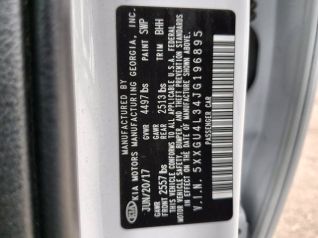 MANUFACTURED BY
KIA MOTORS MANUFACTURING GEORGIA, INC.
KIA
JUN/20/17 PAINT SWP TRIM BHH
GVWR 4497 lbs
GAWR FRONT 2557 lbs GAWR REAR 2513 lbs
THIS VEHICLE CONFORMS TO ALL APPLICABLE U.S.A. FEDERAL
MOTOR VEHICLE SAFETY, BUMPER, AND THEFT PREVENTION STANDARDS
IN EFFECT ON THE DATE OF MANUFACTURE SHOWN ABOVE.
PASSENGER CAR
V.I.N. 5XXGU4L34JG196895